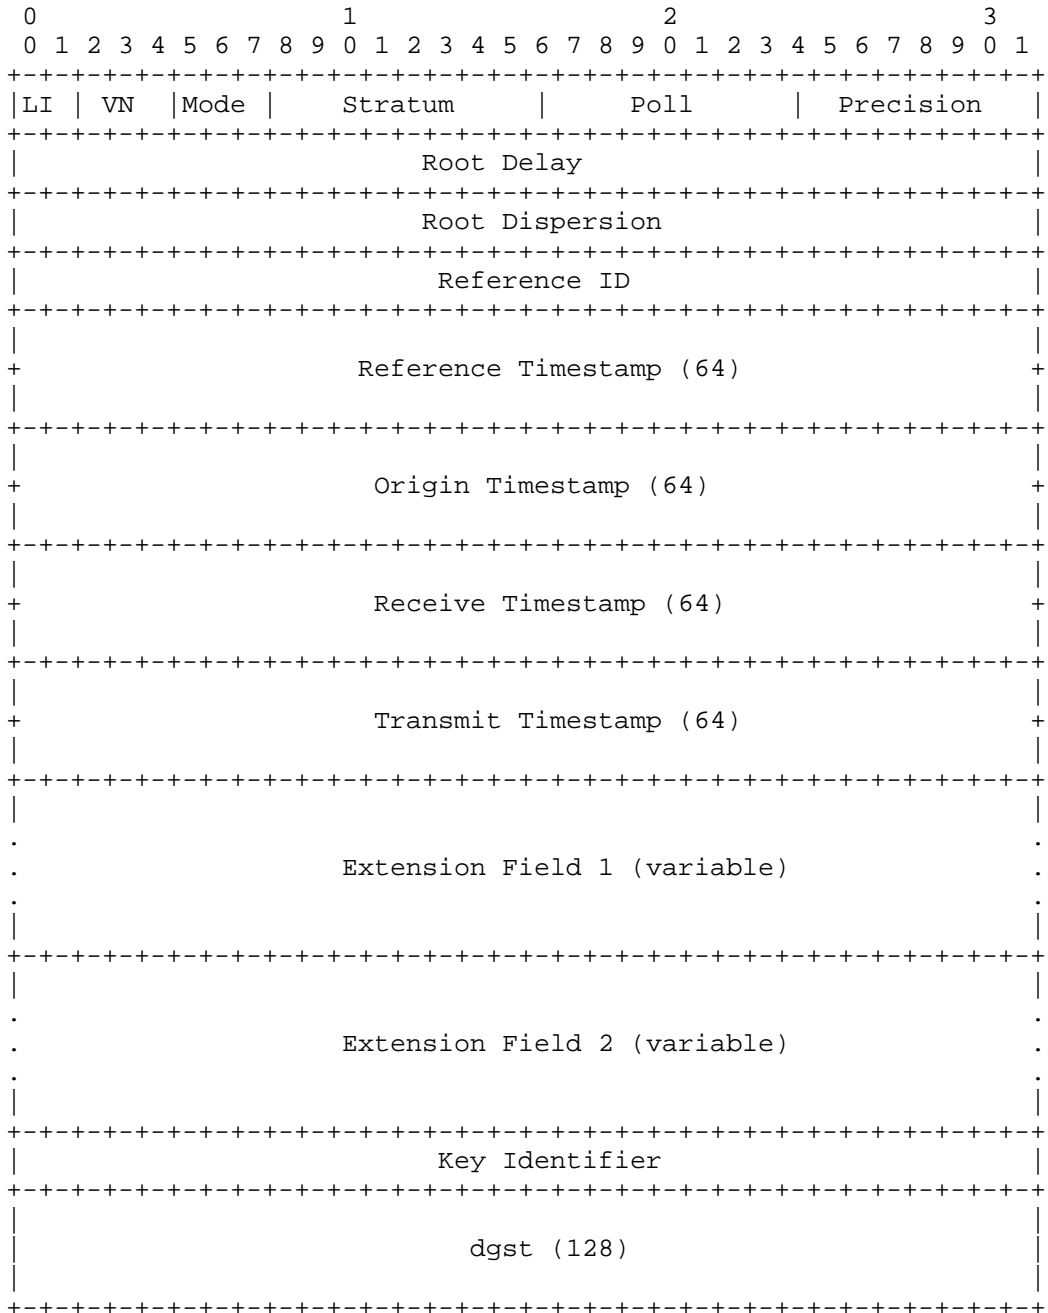 0                   1                   2                   3
 0 1 2 3 4 5 6 7 8 9 0 1 2 3 4 5 6 7 8 9 0 1 2 3 4 5 6 7 8 9 0 1
+-+-+-+-+-+-+-+-+-+-+-+-+-+-+-+-+-+-+-+-+-+-+-+-+-+-+-+-+-+-+-+-+
|LI | VN  |Mode |    Stratum     |     Poll      |  Precision   |
+-+-+-+-+-+-+-+-+-+-+-+-+-+-+-+-+-+-+-+-+-+-+-+-+-+-+-+-+-+-+-+-+
|                         Root Delay                            |
+-+-+-+-+-+-+-+-+-+-+-+-+-+-+-+-+-+-+-+-+-+-+-+-+-+-+-+-+-+-+-+-+
|                         Root Dispersion                       |
+-+-+-+-+-+-+-+-+-+-+-+-+-+-+-+-+-+-+-+-+-+-+-+-+-+-+-+-+-+-+-+-+
|                          Reference ID                         |
+-+-+-+-+-+-+-+-+-+-+-+-+-+-+-+-+-+-+-+-+-+-+-+-+-+-+-+-+-+-+-+-+
|                                                               |
+                     Reference Timestamp (64)                  +
|                                                               |
+-+-+-+-+-+-+-+-+-+-+-+-+-+-+-+-+-+-+-+-+-+-+-+-+-+-+-+-+-+-+-+-+
|                                                               |
+                      Origin Timestamp (64)                    +
|                                                               |
+-+-+-+-+-+-+-+-+-+-+-+-+-+-+-+-+-+-+-+-+-+-+-+-+-+-+-+-+-+-+-+-+
|                                                               |
+                      Receive Timestamp (64)                   +
|                                                               |
+-+-+-+-+-+-+-+-+-+-+-+-+-+-+-+-+-+-+-+-+-+-+-+-+-+-+-+-+-+-+-+-+
|                                                               |
+                      Transmit Timestamp (64)                  +
|                                                               |
+-+-+-+-+-+-+-+-+-+-+-+-+-+-+-+-+-+-+-+-+-+-+-+-+-+-+-+-+-+-+-+-+
|                                                               |
.                                                               .
.                    Extension Field 1 (variable)               .
.                                                               .
|                                                               |
+-+-+-+-+-+-+-+-+-+-+-+-+-+-+-+-+-+-+-+-+-+-+-+-+-+-+-+-+-+-+-+-+
|                                                               |
.                                                               .
.                    Extension Field 2 (variable)               .
.                                                               .
|                                                               |
+-+-+-+-+-+-+-+-+-+-+-+-+-+-+-+-+-+-+-+-+-+-+-+-+-+-+-+-+-+-+-+-+
|                          Key Identifier                       |
+-+-+-+-+-+-+-+-+-+-+-+-+-+-+-+-+-+-+-+-+-+-+-+-+-+-+-+-+-+-+-+-+
|                                                               |
|                            dgst (128)                         |
|                                                               |
+-+-+-+-+-+-+-+-+-+-+-+-+-+-+-+-+-+-+-+-+-+-+-+-+-+-+-+-+-+-+-+-+